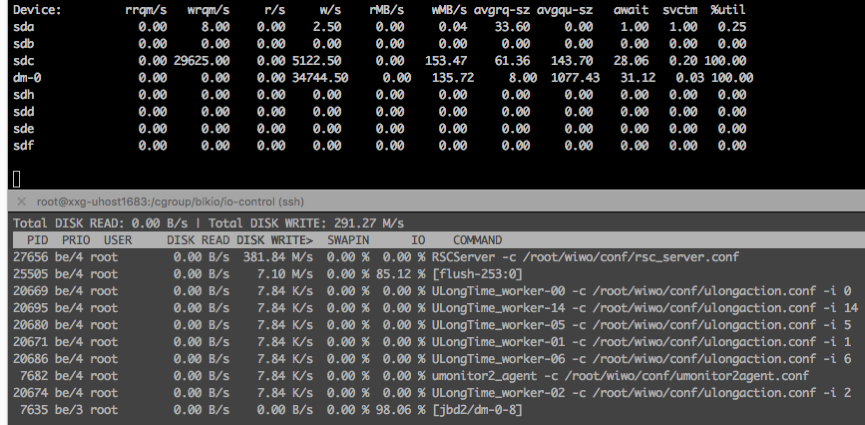 Device: rrqm/s wrqm/s r/s w/s rMB/s wMB/s avgrq-sz avgqu-sz await svctm %util
sda 0.00 8.00 0.00 2.50 0.00 0.04 33.60 0.00 1.00 1.00 0.25
sdb 0.00 0.00 0.00 0.00 0.00 0.00 0.00 0.00 0.00 0.00 0.00
sdc 0.00 29625.00 0.00 5122.50 0.00 153.47 61.36 143.70 28.06 0.20 100.00
dm-0 0.00 0.00 0.00 34744.50 0.00 135.72 8.00 1077.43 31.12 0.03 100.00
sdh 0.00 0.00 0.00 0.00 0.00 0.00 0.00 0.00 0.00 0.00 0.00
sdd 0.00 0.00 0.00 0.00 0.00 0.00 0.00 0.00 0.00 0.00 0.00
sde 0.00 0.00 0.00 0.00 0.00 0.00 0.00 0.00 0.00 0.00 0.00
sdf 0.00 0.00 0.00 0.00 0.00 0.00 0.00 0.00 0.00 0.00 0.00
× root@xxg-uhost1683:/cgroup/blkio/io-control (ssh)
Total DISK READ: 0.00 B/s | Total DISK WRITE: 291.27 M/s
PID PRIO USER DISK READ DISK WRITE> SWAPIN IO COMMAND
27656 be/4 root 0.00 B/s 381.84 M/s 0.00 % 0.00 % RSCServer -c /root/wiwo/conf/rsc_server.conf
25505 be/4 root 0.00 B/s 7.10 M/s 0.00 % 85.12 % [flush-253:0]
20669 be/4 root 0.00 B/s 7.84 K/s 0.00 % 0.00 % ULongTime_worker-00 -c /root/wiwo/conf/ulongaction.conf -i 0
20695 be/4 root 0.00 B/s 7.84 K/s 0.00 % 0.00 % ULongTime_worker-14 -c /root/wiwo/conf/ulongaction.conf -i 14
20680 be/4 root 0.00 B/s 7.84 K/s 0.00 % 0.00 % ULongTime_worker-05 -c /root/wiwo/conf/ulongaction.conf -i 5
20671 be/4 root 0.00 B/s 7.84 K/s 0.00 % 0.00 % ULongTime_worker-01 -c /root/wiwo/conf/ulongaction.conf -i 1
20686 be/4 root 0.00 B/s 7.84 K/s 0.00 % 0.00 % ULongTime_worker-06 -c /root/wiwo/conf/ulongaction.conf -i 6
7682 be/4 root 0.00 B/s 7.84 K/s 0.00 % 0.00 % umonitor2_agent -c /root/wiwo/conf/umonitor2agent.conf
20674 be/4 root 0.00 B/s 7.84 K/s 0.00 % 0.00 % ULongTime_worker-02 -c /root/wiwo/conf/ulongaction.conf -i 2
7635 be/3 root 0.00 B/s 0.00 B/s 0.00 % 98.06 % [jbd2/dm-0-8]